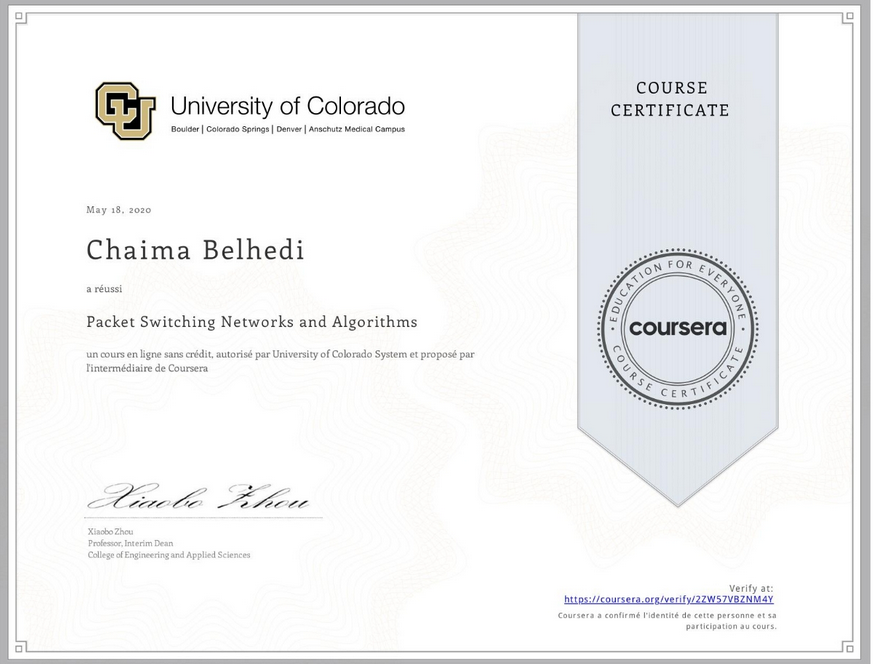 University of Colorado
Boulder | Colorado Springs | Denver | Anschutz Medical Campus
COURSE
CERTIFICATE
May 18, 2020
Chaima Belhedi
a réussi
Packet Switching Networks and Algorithms
un cours en ligne sans crédit, autorisé par University of Colorado System et proposé par
l'intermédiaire de Coursera
EDUCATION FOR EVERYONE
coursera
COURSE CERTIFICATE
Xiaobo Zhou
Xiaobo Zhou
Professor, Interim Dean
College of Engineering and Applied Sciences
Verify at:
https://coursera.org/verify/2ZW57VBZNM4Y
Coursera a confirmé l'identité de cette personne et sa
participation au cours.